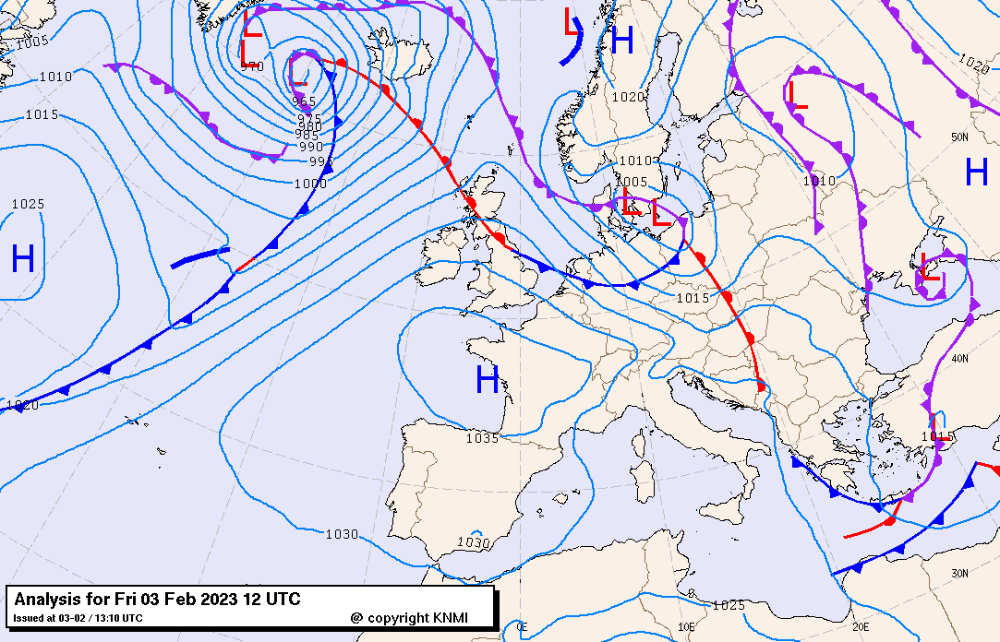 L
L
1005
H
L
970
L
1020
1010
965
L
1020
975
980
1015
985
50N
990
1010
995
H
1000
1005
1010
L
L
1025
H
L
1015
40N
H
1020
1035
1015
L
1030
1030
30N
Analysis for Fri 03 Feb 2023 12 UTC
Issued at 03-02 / 13:10 UTC
@ copyright KNMI
1025
0E
10E
20E